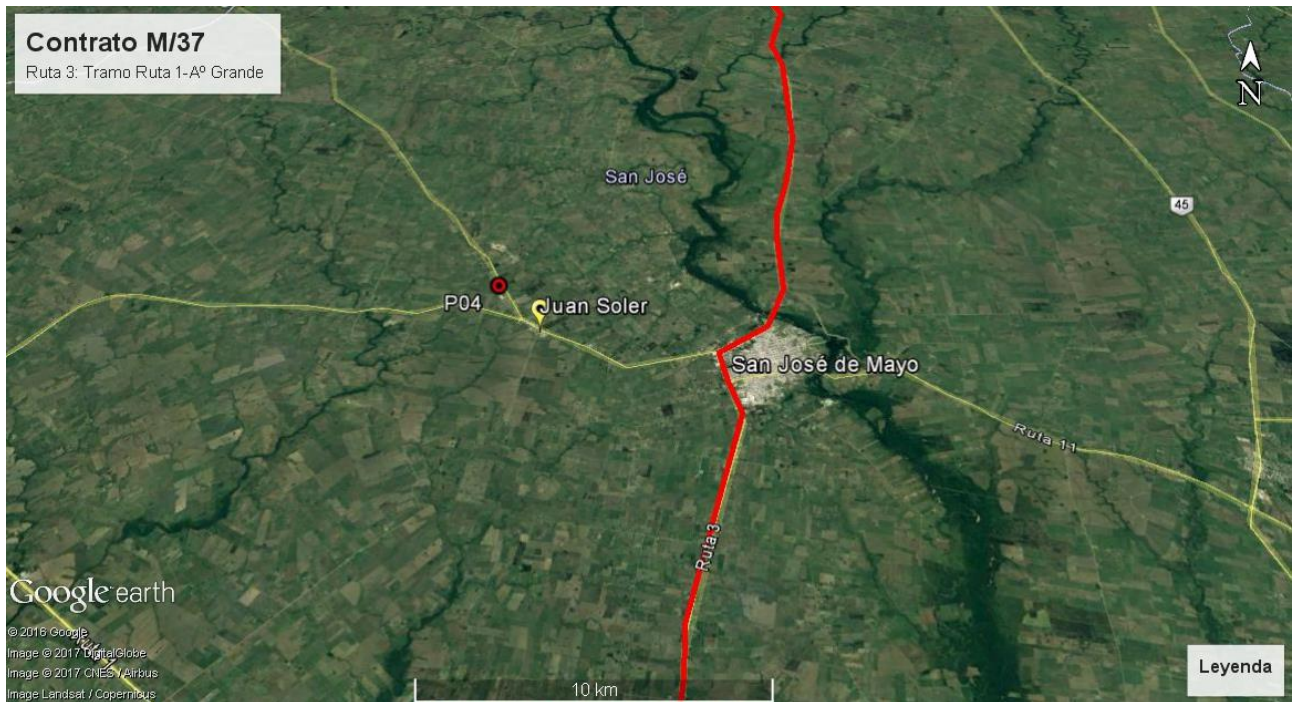 Contrato M/37
Ruta 3: Tramo Ruta 1-Aº Grande
N
San José
45
P04
Juan Soler
San José de Mayo
Ruta 11
Ruta 3
Google earth
© 2016 Google
Ruta
Image © 2017 DigitalGlobe
Image © 2017 CNES / Airbus
Image Landsat / Copernicus
10 km
Leyenda